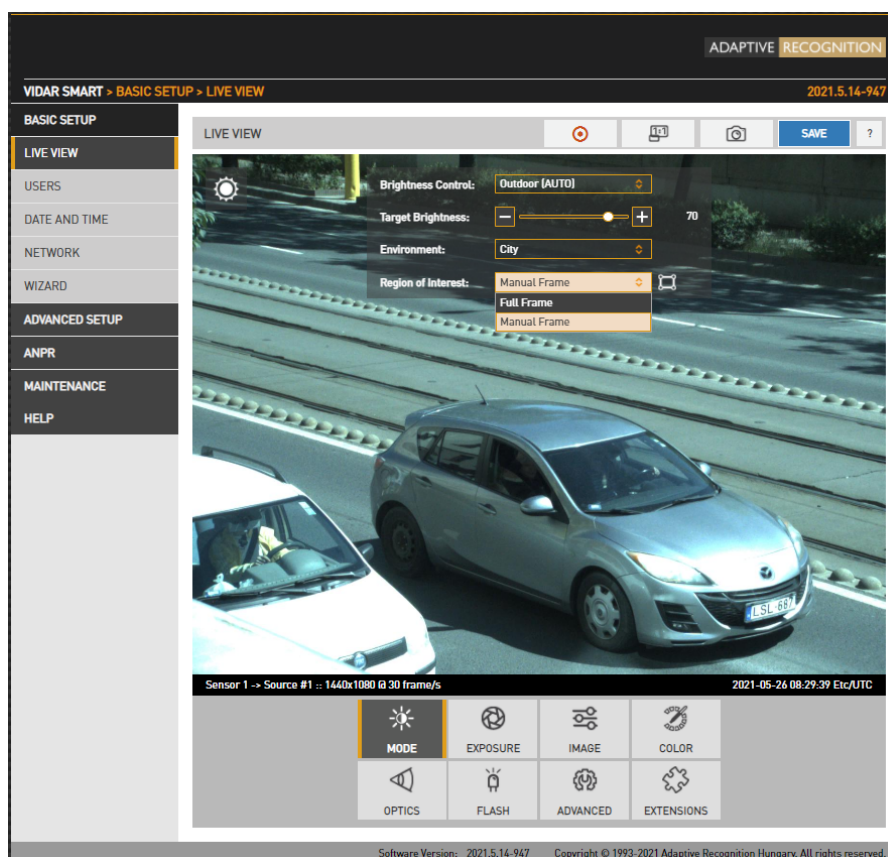 ADAPTIVE RECOGNITION
VIDAR SMART > BASIC SETUP > LIVE VIEW 2021.5.14-947
BASIC SETUP
LIVE VIEW
USERS
DATE AND TIME
NETWORK
WIZARD
ADVANCED SETUP
ANPR
MAINTENANCE
HELP
LIVE VIEW 1:1 SAVE ?
Brightness Control: Outdoor (AUTO)
Target Brightness: 70
Environment: City
Region of Interest: Manual Frame
Full Frame
Manual Frame
LSL-687
Sensor 1 -> Source #1 :: 1440x1080 @ 30 frame/s 2021-05-26 08:29:39 Etc/UTC
MODE EXPOSURE IMAGE COLOR
OPTICS FLASH ADVANCED EXTENSIONS
Software Version: 2021.5.14-947 Copyright © 1993-2021 Adaptive Recognition Hungary. All rights reserved.